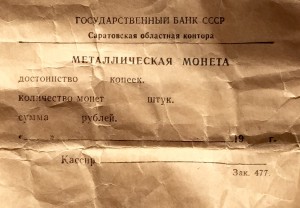 ГОСУДАРСТВЕННЫЙ БАНК СССР
Саратовская областная контора
МЕТАЛЛИЧЕСКАЯ МОНЕТА
достоинство копеек.
количество монет штук.
сумма рублей.
19 г.
Кассир
Зак. 477.